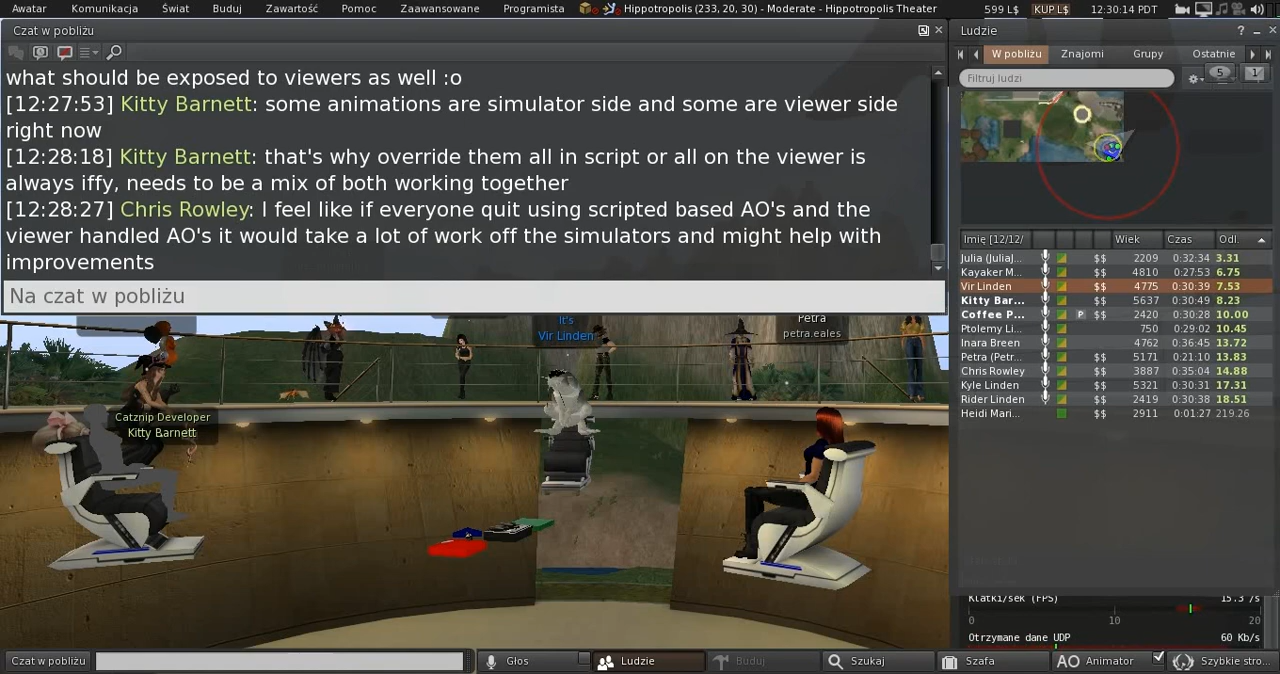 Awatar Komunikacja Świat Buduj Zawartość Pomoc Zaawansowane Programista Hippotropolis (233, 20, 30) - Moderate - Hippotropolis Theater 599 L$ KUP L$ 12:30:14 PDT
Czat w pobliżu
what should be exposed to viewers as well :o
[12:27:53] Kitty Barnett: some animations are simulator side and some are viewer side
right now
[12:28:18] Kitty Barnett: that's why override them all in script or all on the viewer is
always iffy, needs to be a mix of both working together
[12:28:27] Chris Rowley: I feel like if everyone quit using scripted based AO's and the
viewer handled AO's it would take a lot of work off the simulators and might help with
improvements
Na czat w pobliżu
It's
Vir Linden
Petra
petra.eales
Catznip Developer
Kitty Barnett
Ludzie
W pobliżu Znajomi Grupy Ostatnie
Filtruj ludzi
5 1
Imię [12/12/ Wiek Czas Odl.
Julia (JuliaJ... $$ 2209 0:32:34 3.31
Kayaker M... $$ 4810 0:27:53 6.75
Vir Linden $$ 4775 0:30:39 7.53
Kitty Bar... $$ 5637 0:30:49 8.23
Coffee P... P $$ 2420 0:30:28 10.00
Ptolemy Li... 750 0:29:02 10.45
Inara Breen 4762 0:36:45 13.72
Petra (Petr... $$ 5171 0:21:10 13.83
Chris Rowley $$ 3887 0:35:04 14.88
Kyle Linden $$ 5321 0:30:31 17.31
Rider Linden $$ 2419 0:30:38 18.51
Heidi Mari... $$ 2911 0:01:27 219.26
Klatki/sek (FPS) 15.3 /s
0 10 20
Otrzymane dane UDP 60 Kb/s
Czat w pobliżu Głos Ludzie Buduj Szukaj Szafa AO Animator Szybkie stro...